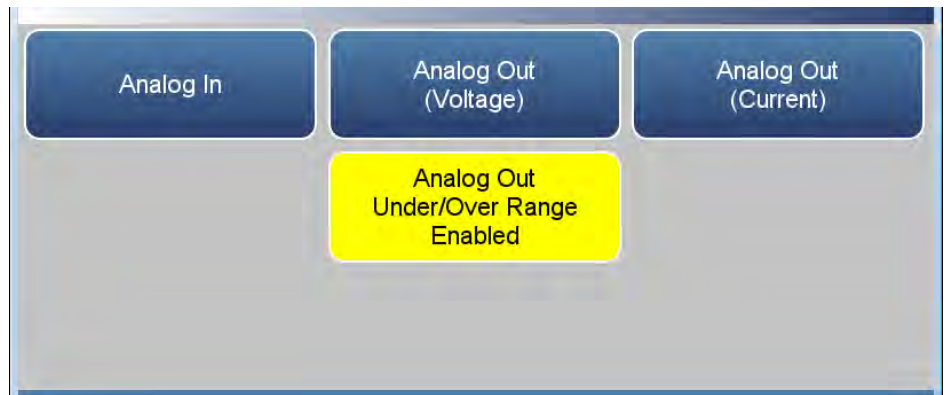 Analog In
Analog Out
(Voltage)
Analog Out
(Current)
Analog Out
Under/Over Range
Enabled